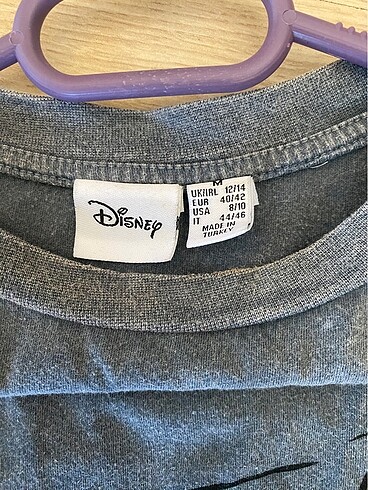 Disney
M
UK/IRL 12/14
EUR 40/42
USA 8/10
IT 44/46
MADE IN
TURKEY